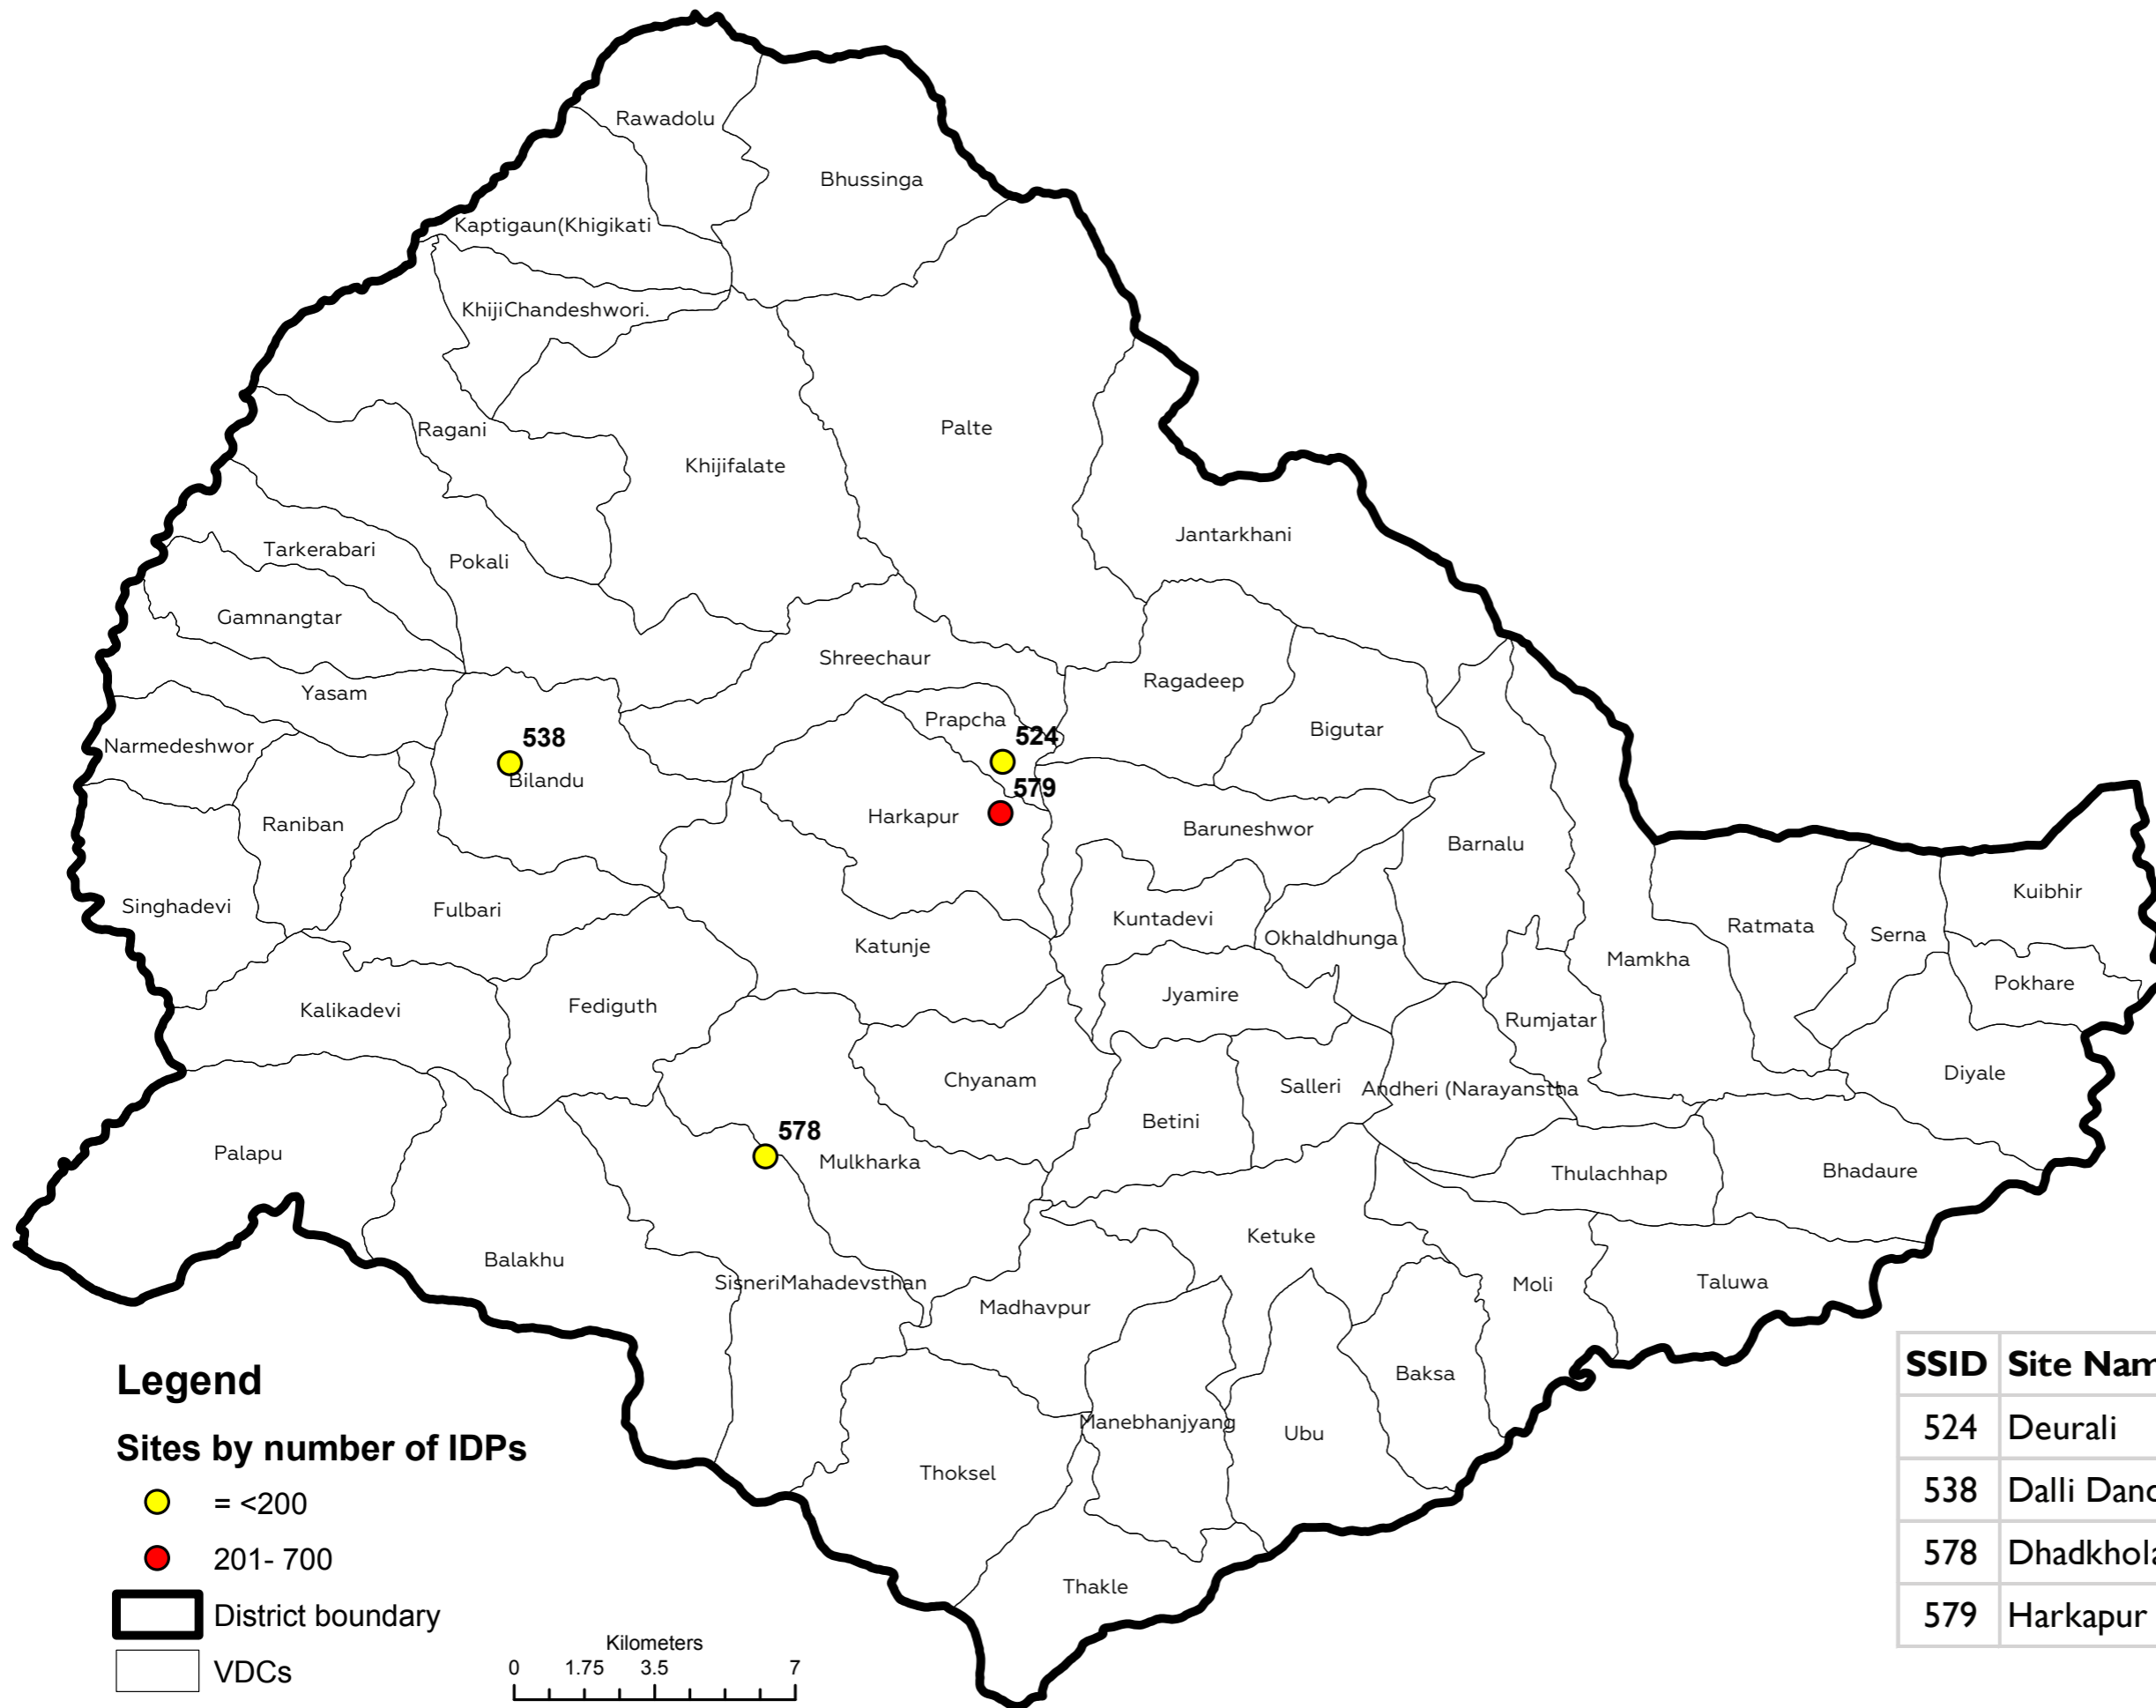 Rawadolu
Bhussinga
Kaptigaun(Khigikati
KhijiChandeshwori.
Ragani
Palte
Khijifalate
Jantarkhani
Tarkerabari
Pokali
Gamnangtar
Shreechaur
Ragadeep
Yasam
Prapcha
Bigutar
538
524
Narmedeshwor
Bilandu
579
Raniban
Harkapur
Baruneshwor
Barnalu
Kuibhir
Singhadevi
Fulbari
Kuntadevi
Ratmata
Serna
Okhaldhunga
Katunje
Mamkha
Pokhare
Jyamire
Kalikadevi
Fediguth
Rumjatar
Chyanam
Salleri
Andheri (Narayanstha
Diyale
Betini
578
Palapu
Mulkharka
Thulachhap
Bhadaure
Ketuke
Balakhu
SisneriMahadevsthan
Moli
Taluwa
Madhavpur
Baksa
Manebhanjyang
Ubu
Thoksel
Thakle
Legend
Sites by number of IDPs
= <200
201- 700
District boundary
VDCs
Kilometers
0 1.75 3.5 7
SSID Site
524 Deurali
538 Dalli
578 Dhadkhola
579 Harkapur